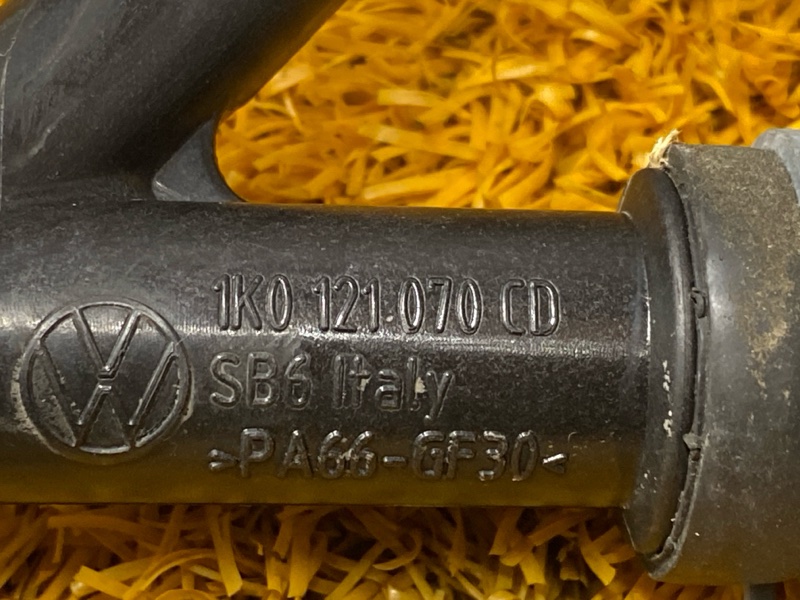 1K0 121 070 CD
SB6 Italy
>PA66-GF30<